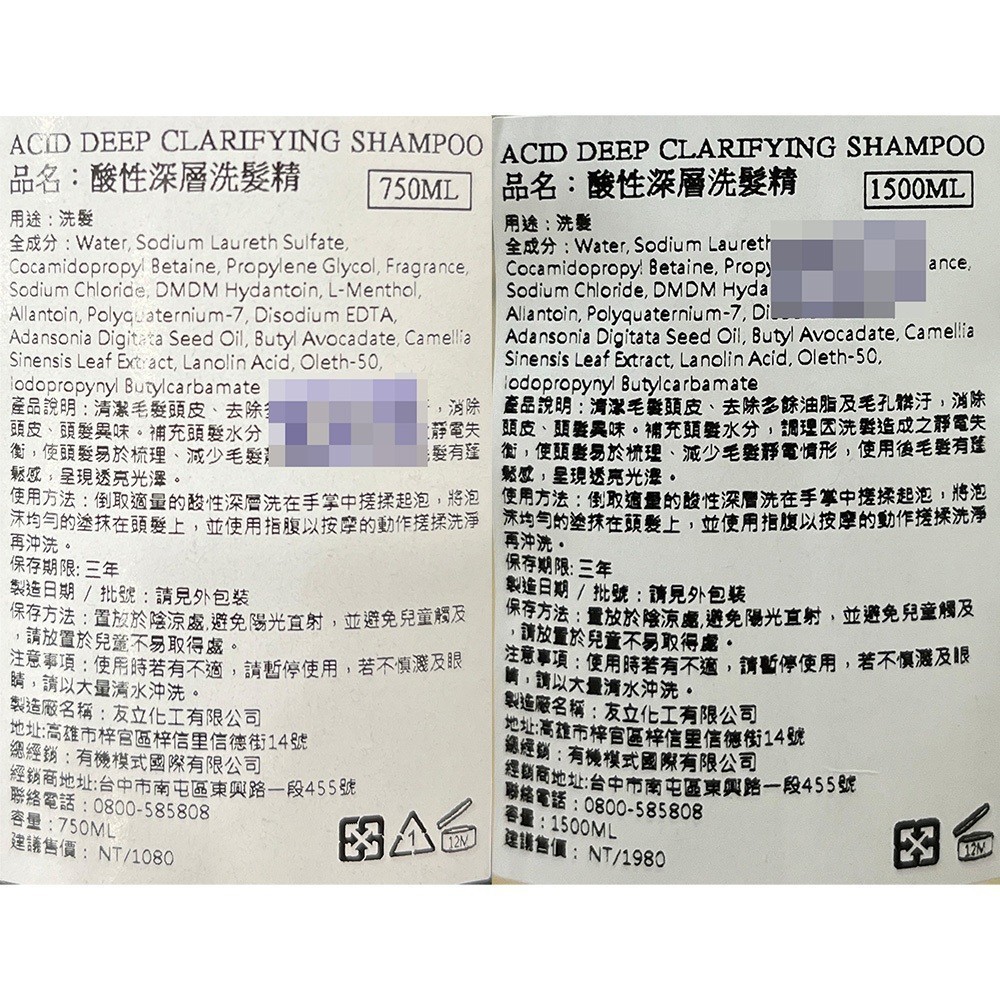 ACID DEEP CLARIFYING SHAMPOO
品名：酸性深層洗髮精
750ML
用途：洗髮
全成分：Water, Sodium Laureth Sulfate,
Cocamidopropyl Betaine, Propylene Glycol, Fragrance,
Sodium Chloride, DMDM Hydantoin, L-Menthol,
Allantoin, Polyquaternium-7, Disodium EDTA,
Adansonia Digitata Seed Oil, Butyl Avocadate, Camellia
Sinensis Leaf Extract, Lanolin Acid, Oleth-50,
Iodopropynyl Butylcarbamate
產品說明：清潔毛髮頭皮、去除 ，消除
頭皮、頭髮異味。補充頭髮水分 靜電失
衡，使頭髮易於梳理、減少毛髮 髮有蓬
鬆感，呈現透亮光澤。
使用方法：倒取適量的酸性深層洗在手掌中搓揉起泡，將泡
沫均勻的塗抹在頭髮上，並使用指腹以按摩的動作搓揉洗淨
再沖洗。
保存期限:三年
製造日期 / 批號：請見外包裝
保存方法：置放於陰涼處,避免陽光直射，並避免兒童觸及
，請放置於兒童不易取得處。
注意事項：使用時若有不適，請暫停使用，若不慎濺及眼
睛，請以大量清水沖洗。
製造廠名稱：友立化工有限公司
地址:高雄市梓官區梓信里信德街14號
總經銷：有機模式國際有限公司
經銷商地址:台中市南屯區東興路一段455號
聯絡電話：0800-585808
容量：750ML
建議售價：NT/1080
1
12M
ACID DEEP CLARIFYING SHAMPOO
品名：酸性深層洗髮精
1500ML
用途：洗髮
全成分：Water, Sodium Laureth
Cocamidopropyl Betaine, Propy ance,
Sodium Chloride, DMDM Hyda
Allantoin, Polyquaternium-7, Di
Adansonia Digitata Seed Oil, Butyl Avocadate, Camellia
Sinensis Leaf Extract, Lanolin Acid, Oleth-50,
Iodopropynyl Butylcarbamate
產品說明：清潔毛髮頭皮、去除多餘油脂及毛孔髒汙，消除
頭皮、頭髮異味。補充頭髮水分，調理因洗髮造成之靜電失
衡，使頭髮易於梳理、減少毛髮靜電情形，使用後毛髮有蓬
鬆感，呈現透亮光澤。
使用方法：倒取適量的酸性深層洗在手掌中搓揉起泡，將泡
沫均勻的塗抹在頭髮上，並使用指腹以按摩的動作搓揉洗淨
再沖洗。
保存期限:三年
製造日期 / 批號：請見外包裝
保存方法：置放於陰涼處,避免陽光直射，並避免兒童觸及
，請放置於兒童不易取得處。
注意事項：使用時若有不適，請暫停使用，若不慎濺及眼
睛，請以大量清水沖洗。
製造廠名稱：友立化工有限公司
地址:高雄市梓官區梓信里信德街14號
總經銷：有機模式國際有限公司
經銷商地址:台中市南屯區東興路一段455號
聯絡電話：0800-585808
容量：1500ML
建議售價：NT/1980
12M